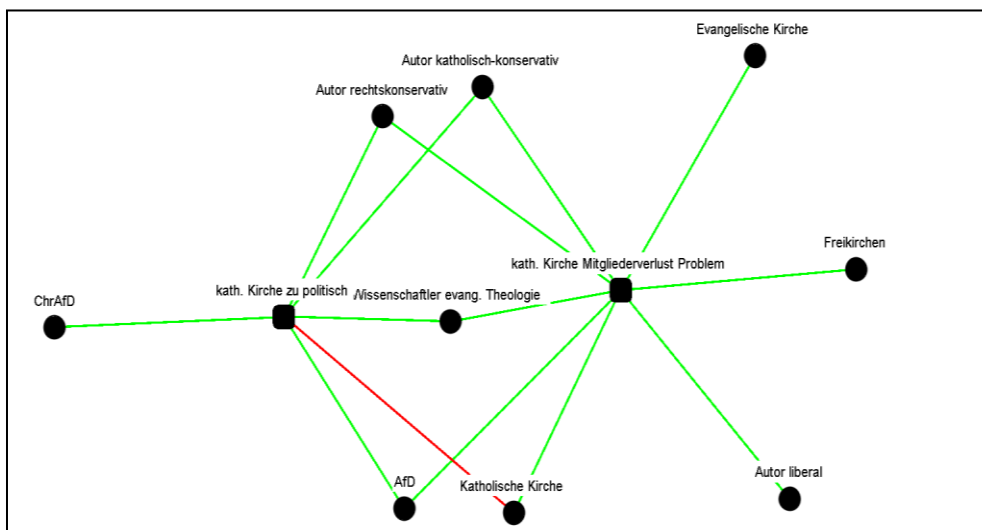 Evangelische Kirche
Autor katholisch-konservativ
Autor rechtskonservativ
Freikirchen
kath. Kirche Mitgliederverlust Problem
kath. Kirche zu politisch
Wissenschaftler evang. Theologie
ChrAfD
Autor liberal
AfD
Katholische Kirche